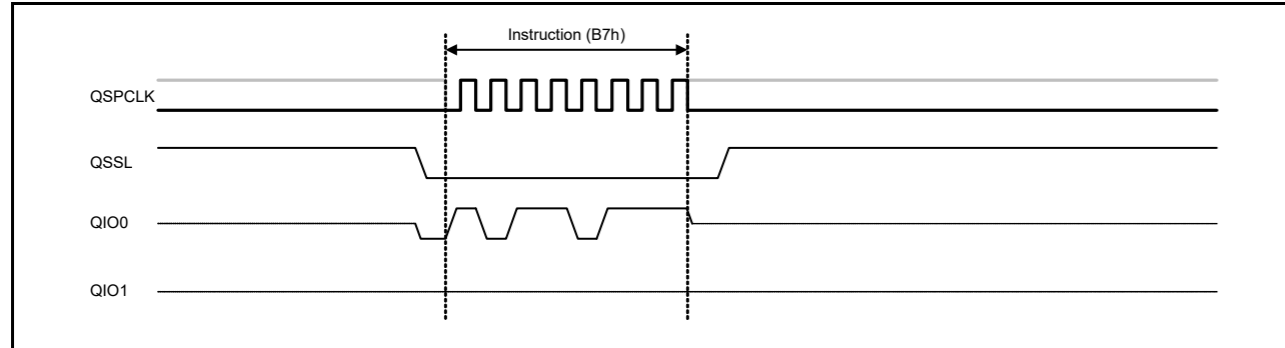 Instruction (B7h)
QSPCLK
QSSL
QIO0
QIO1